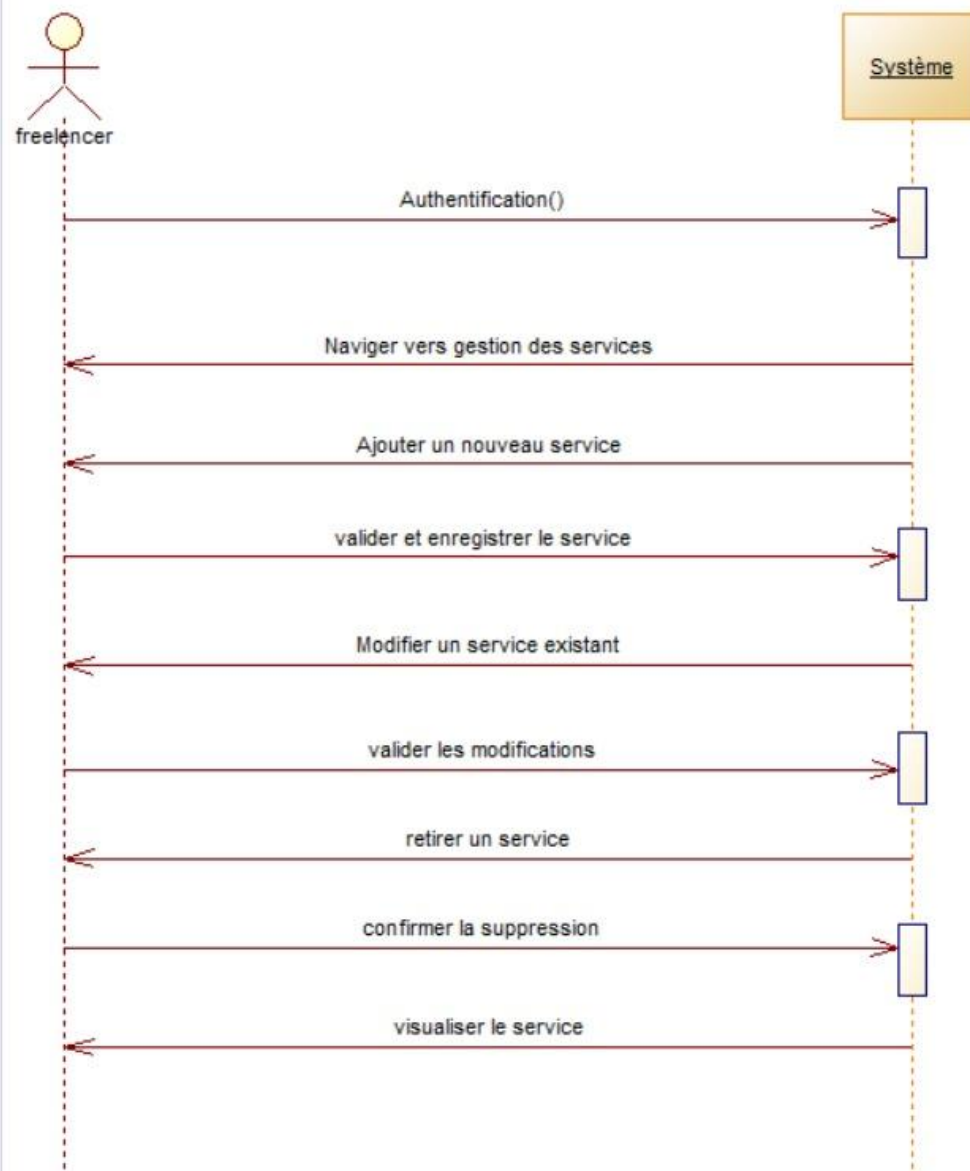 Système
freelencer
Authentification()
Naviger vers gestion des services
Ajouter un nouveau service
valider et enregistrer le service
Modifier un service existant
valider les modifications
retirer un service
confirmer la suppression
visualiser le service